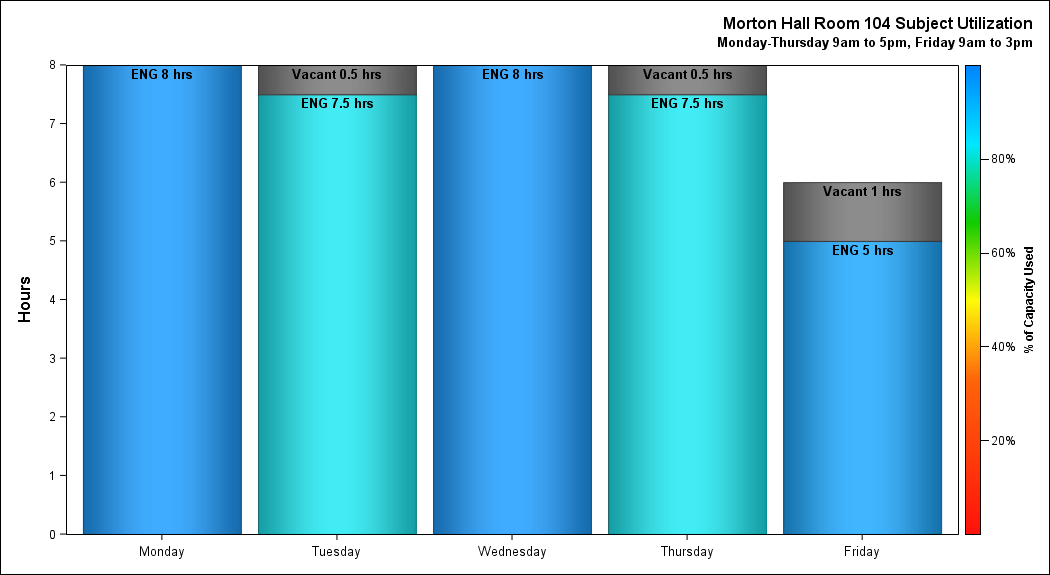 Morton Hall Room 104 Subject Utilization
Monday-Thursday 9am to 5pm, Friday 9am to 3pm
8
7
6
5
4
3
2
1
0
Hours
ENG 8 hrs
Vacant 0.5 hrs
ENG 7.5 hrs
ENG 8 hrs
Vacant 0.5 hrs
ENG 7.5 hrs
Vacant 1 hrs
ENG 5 hrs
Monday
Tuesday
Wednesday
Thursday
Friday
80%
60%
40%
20%
% of Capacity Used